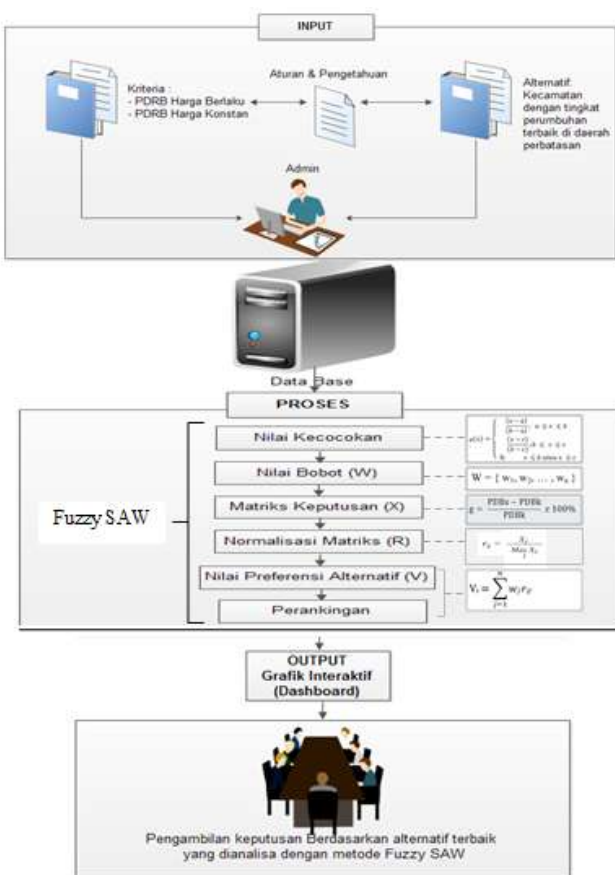 INPUT
Kriteria :
- PDRB Harga Berlaku
- PDRB Harga Konstan
Aturan & Pengetahuan
Alternatif:
Kecamatan
dengan tingkat
perumbuhan
terbaik di daerah
perbatasan
Admin
Data Base
PROSES
Fuzzy SAW
Nilai Kecocokan
Nilai Bobot (W)
W = { w₁, w₂, … , wₙ }
Matriks Keputusan (X)
x 100%
Normalisasi Matriks (R)
Nilai Preferensi Alternatif (V)
Perankingan
OUTPUT
Grafik Interaktif
(Dashboard)
Pengambilan keputusan Berdasarkan alternatif terbaik
yang dianalisa dengan metode Fuzzy SAW